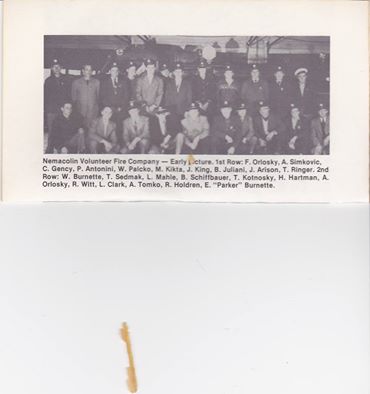 Nemacolin Volunteer Fire Company — Early picture. 1st Row: F. Orlosky, A. Simkovic,
C. Gency, P. Antonini, W. Palcko, M. Kikta, J. King, B. Juliani, J. Arison, T. Ringer. 2nd
Row: W. Burnette, T. Sedmak, L. Mahle, B. Schiffbauer, T. Kotnosky, H. Hartman, A.
Orlosky, R. Witt, L. Clark, A. Tomko, R. Holdren, E. "Parker" Burnette.